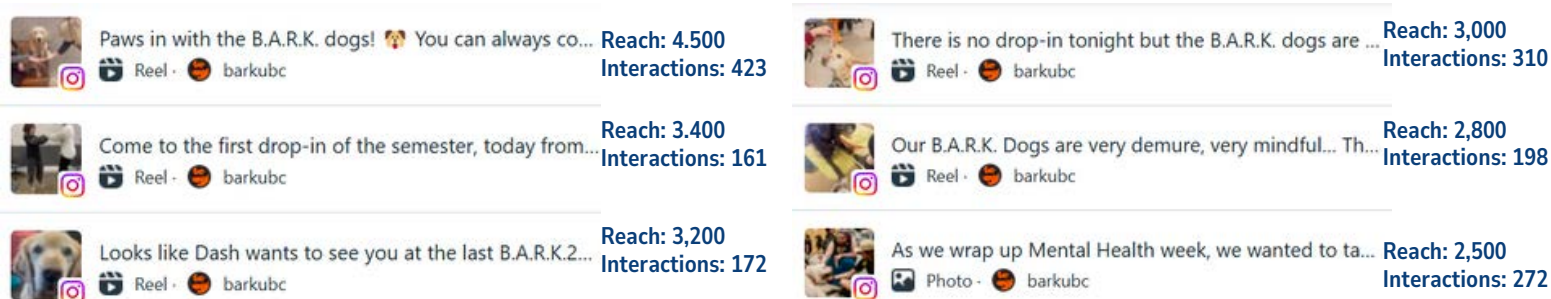 Paws in with the B.A.R.K. dogs! 🐶 You can always co...
Reel · barkubc
Reach: 4.500
Interactions: 423
Come to the first drop-in of the semester, today from...
Reel · barkubc
Reach: 3.400
Interactions: 161
Looks like Dash wants to see you at the last B.A.R.K.2...
Reel · barkubc
Reach: 3,200
Interactions: 172
There is no drop-in tonight but the B.A.R.K. dogs are ...
Reel · barkubc
Reach: 3,000
Interactions: 310
Our B.A.R.K. Dogs are very demure, very mindful... Th...
Reel · barkubc
Reach: 2,800
Interactions: 198
As we wrap up Mental Health week, we wanted to ta...
Photo · barkubc
Reach: 2,500
Interactions: 272